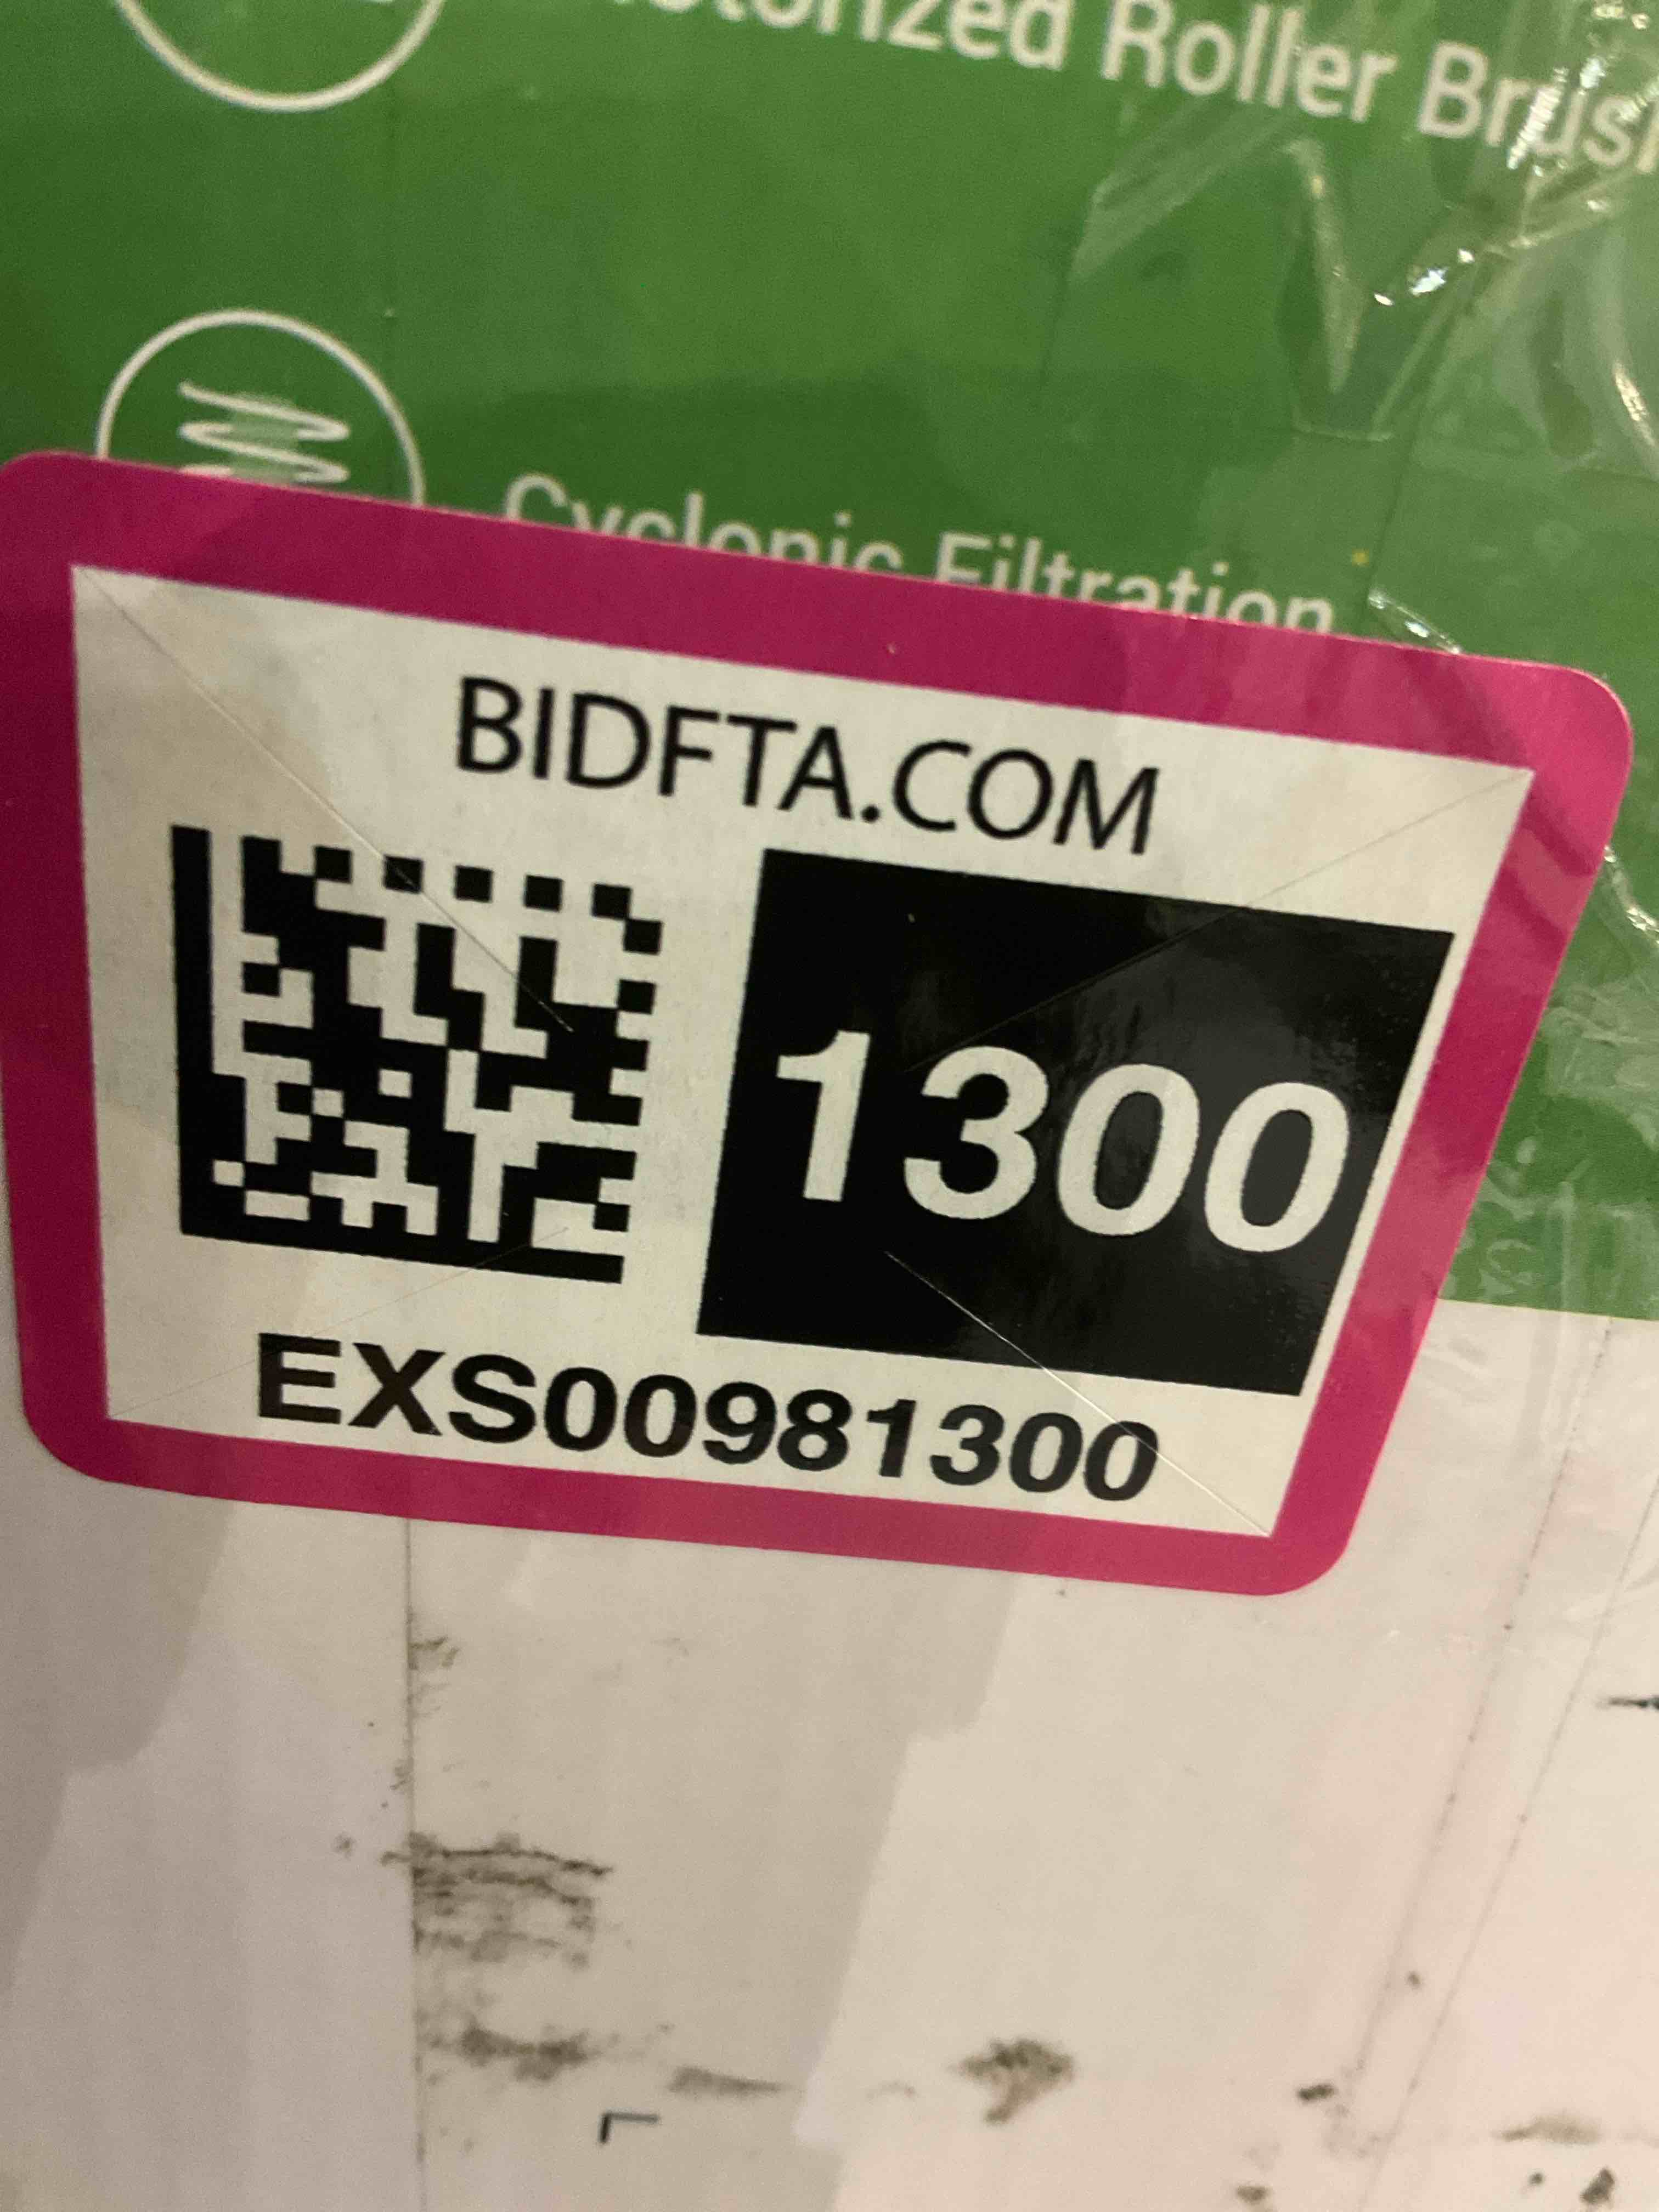 Roller Brush
Cyclonic Filtration
BIDFTA.COM
1300
EXS00981300